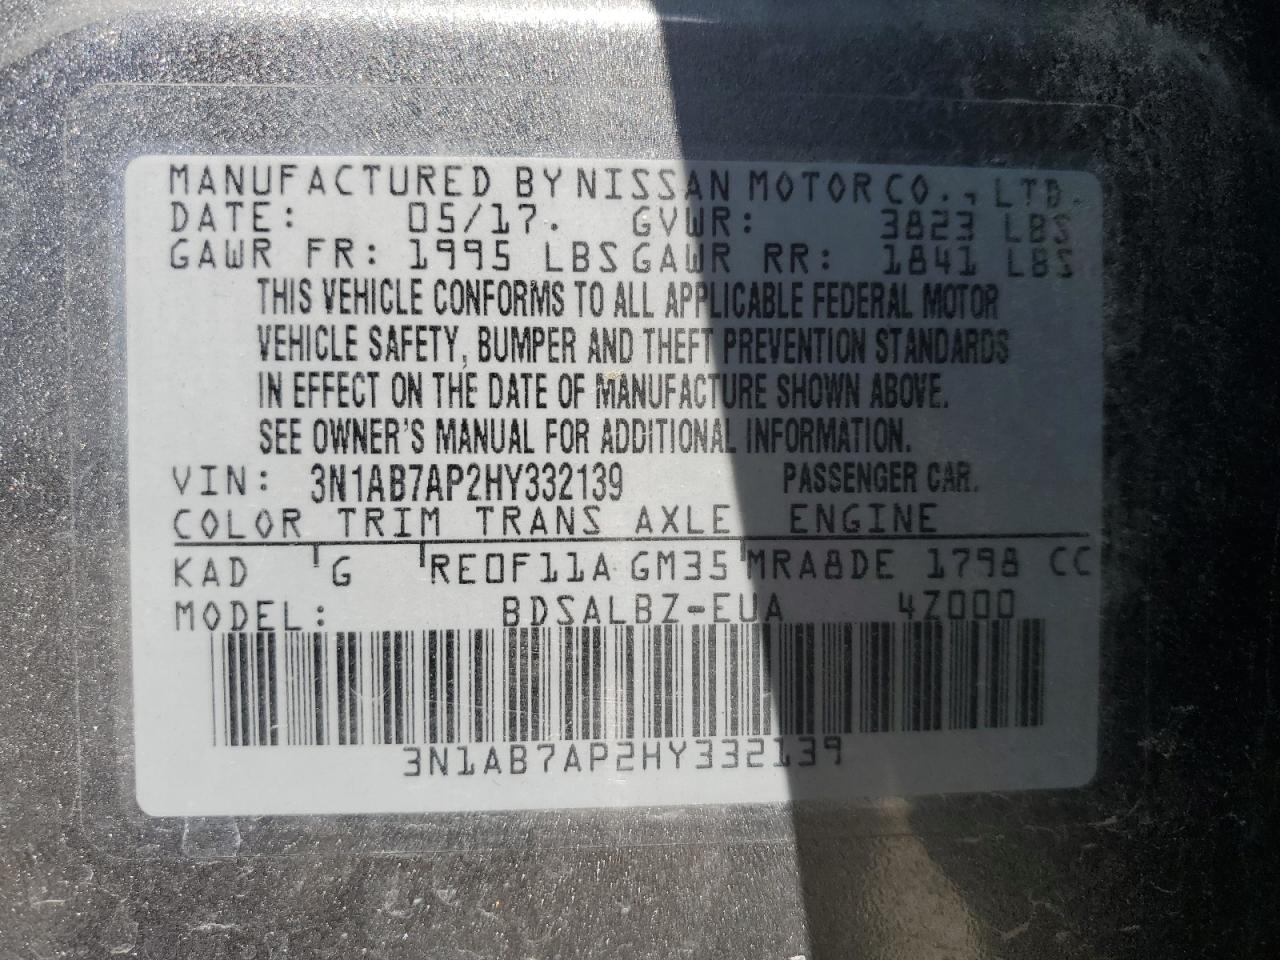 MANUFACTURED BY NISSAN MOTOR CO., LTD.
DATE: 05/17. GVWR: 3823 LBS
GAWR FR: 1995 LBS GAWR RR: 1841 LBS
THIS VEHICLE CONFORMS TO ALL APPLICABLE FEDERAL MOTOR
VEHICLE SAFETY, BUMPER AND THEFT PREVENTION STANDARDS
IN EFFECT ON THE DATE OF MANUFACTURE SHOWN ABOVE.
SEE OWNER'S MANUAL FOR ADDITIONAL INFORMATION.
VIN: 3N1AB7AP2HY332139 PASSENGER CAR.
COLOR TRIM TRANS AXLE ENGINE
KAD G RE0F11A GM35 MRA8DE 1798 CC
MODEL: BDSALBZ-EUA 4Z000
3N1AB7AP2HY332139